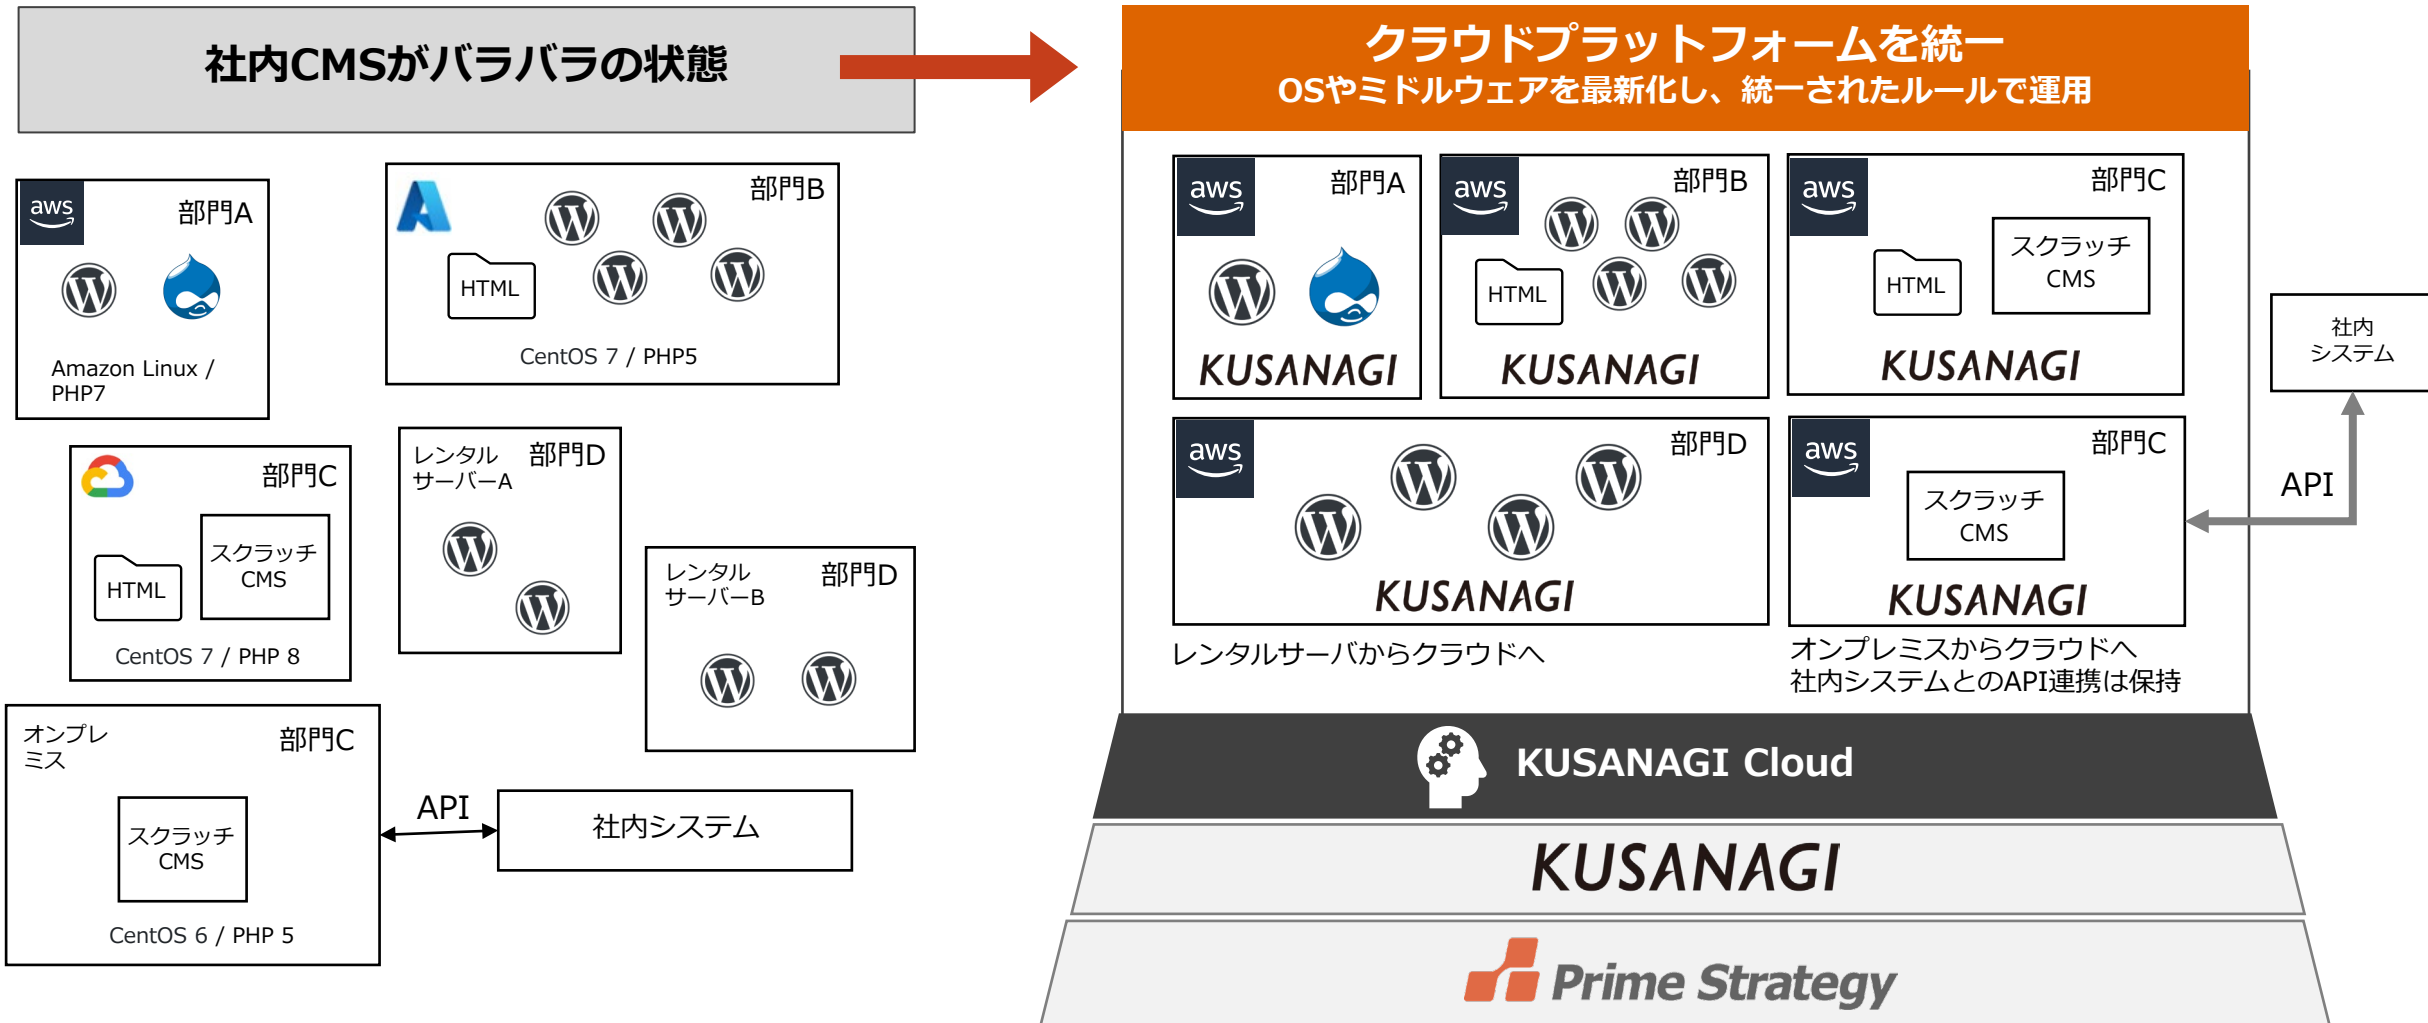 社内CMSがバラバラの状態
aws
部門A
Amazon Linux /
PHP7
部門B
HTML
CentOS 7 / PHP5
部門C
HTML
スクラッチ
CMS
CentOS 7 / PHP 8
レンタル
サーバーA
部門D
レンタル
サーバーB
部門D
オンプレ
ミス
部門C
スクラッチ
CMS
CentOS 6 / PHP 5
API
社内システム
クラウドプラットフォームを統一
OSやミドルウェアを最新化し、統一されたルールで運用
aws
部門A
KUSANAGI
aws
部門B
HTML
KUSANAGI
aws
部門C
HTML
スクラッチ
CMS
KUSANAGI
aws
部門D
KUSANAGI
レンタルサーバからクラウドへ
aws
部門C
スクラッチ
CMS
KUSANAGI
オンプレミスからクラウドへ
社内システムとのAPI連携は保持
社内
システム
API
KUSANAGI Cloud
KUSANAGI
Prime Strategy